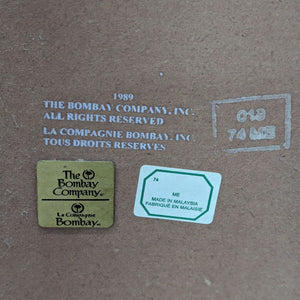 1989
THE BOMBAY COMPANY, INC.
ALL RIGHTS RESERVED
LA COMPAGNIE BOMBAY, INC.
TOUS DROITS RESERVES
74 ME
The
Bombay
Company
La Compagnie
Bombay
74
ME
MADE IN MALAYSIA
FABRIQUÉ EN MALAISIE